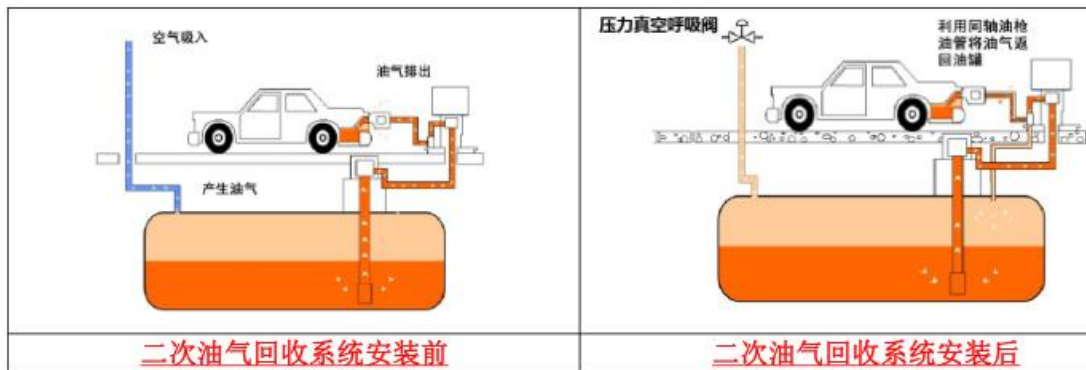 空气吸入
油气排出
产生油气
二次油气回收系统安装前
压力真空呼吸阀
利用同轴油枪
油管将油气返
回油罐
二次油气回收系统安装后